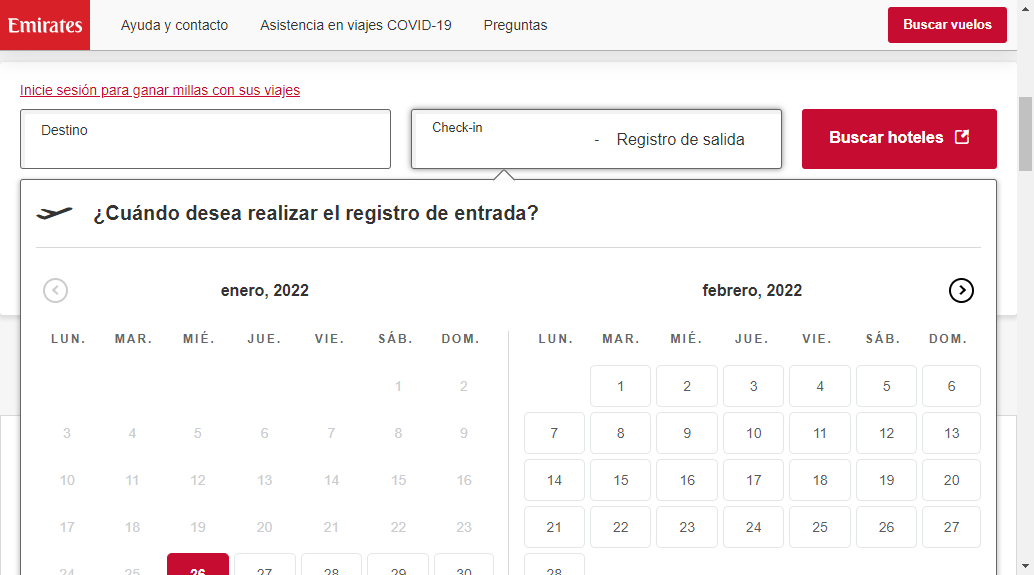 Emirates Ayuda y contacto Asistencia en viajes COVID-19 Preguntas Buscar vuelos
Inicie sesión para ganar millas con sus viajes
Destino
Check-in
- Registro de salida
Buscar hoteles
¿Cuándo desea realizar el registro de entrada?
enero, 2022
LUN. MAR. MIÉ. JUE. VIE. SÁB. DOM.
1 2
3 4 5 6 7 8 9
10 11 12 13 14 15 16
17 18 19 20 21 22 23
24 25 26 27 28 29 30
febrero, 2022
LUN. MAR. MIÉ. JUE. VIE. SÁB. DOM.
1 2 3 4 5 6
7 8 9 10 11 12 13
14 15 16 17 18 19 20
21 22 23 24 25 26 27
28